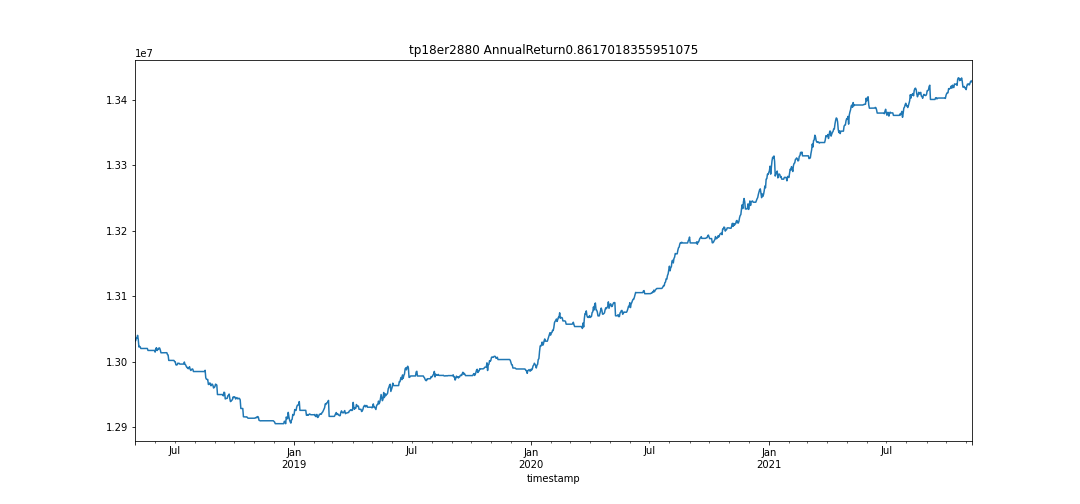 tp18er2880 AnnualReturn0.8617018355951075
1e7
1.34
1.33
1.32
1.31
1.30
1.29
Jul
Jan
2019
Jul
Jan
2020
Jul
Jan
2021
Jul
timestamp